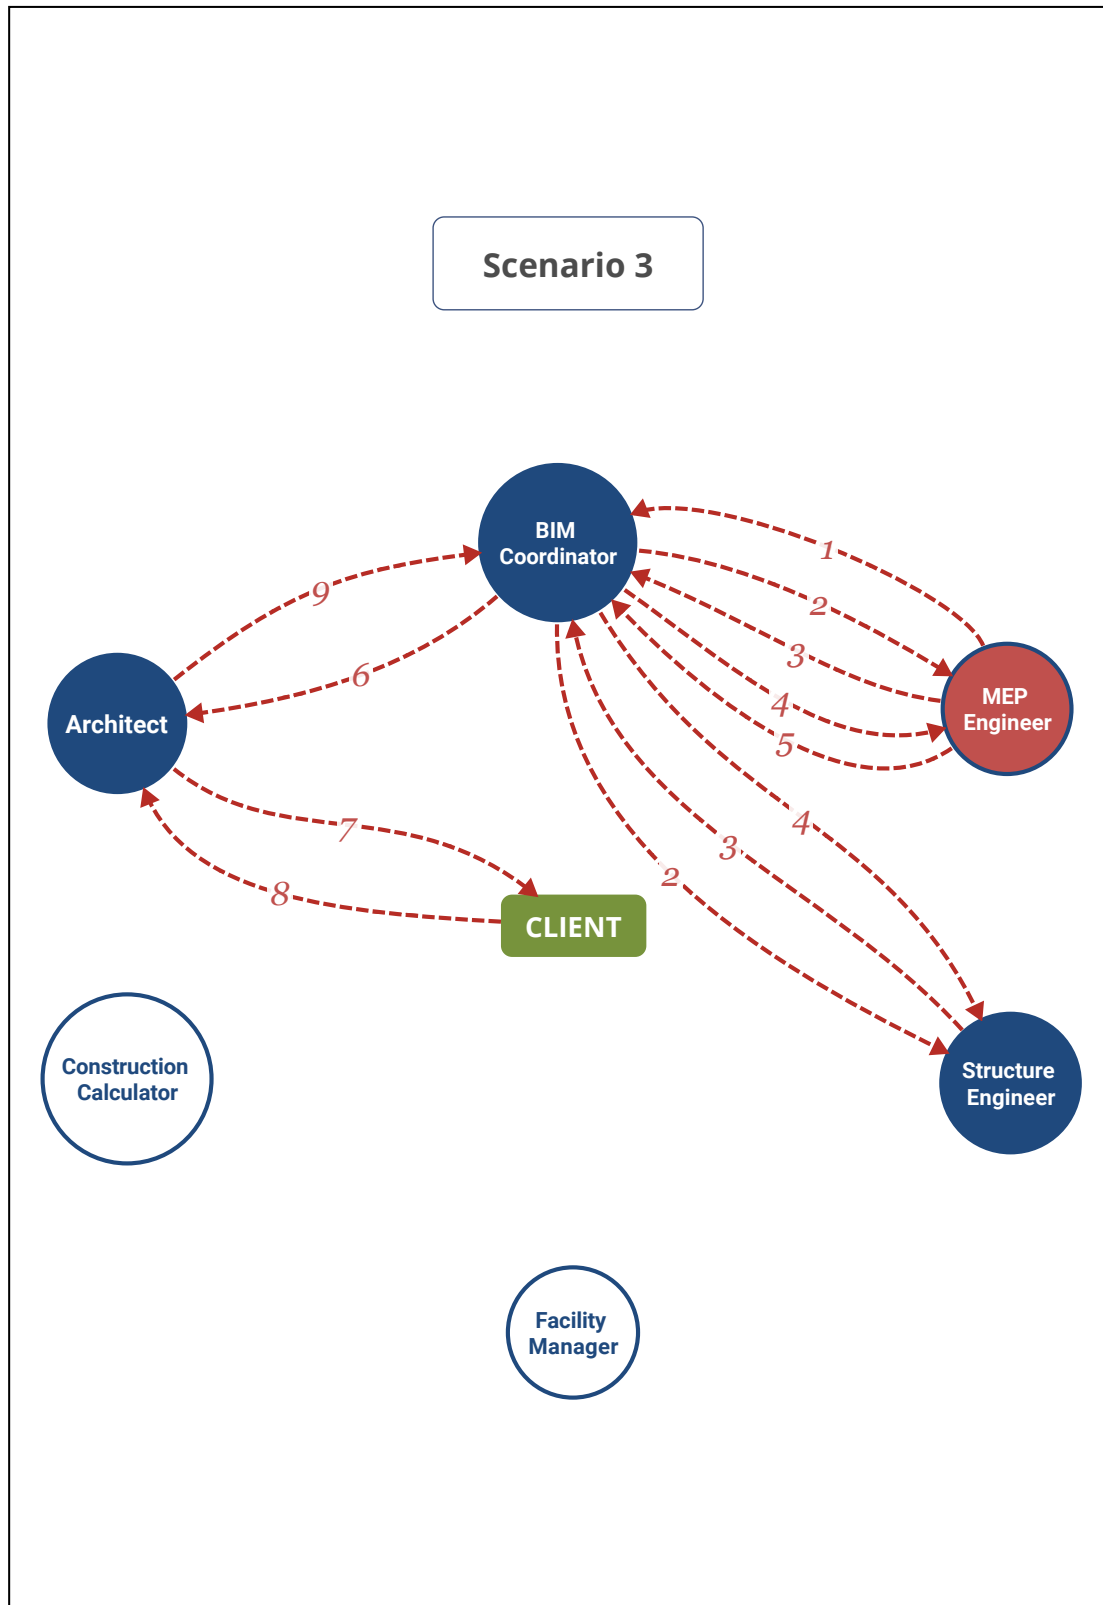 Scenario 3
BIM
Coordinator
1
9
2
3
6
MEP
Engineer
4
Architect
5
4
7
3
2
8
CLIENT
Construction
Calculator
Structure
Engineer
Facility
Manager